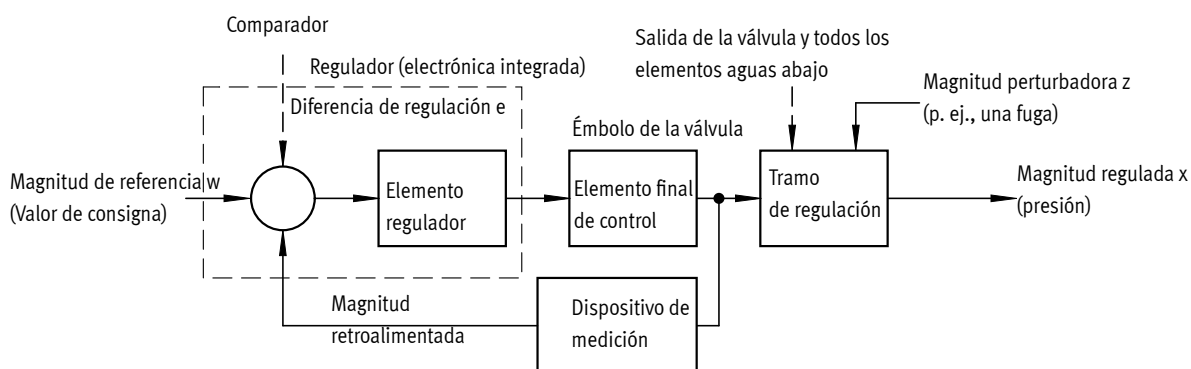 Comparador
Regulador (electrónica integrada)
Diferencia de regulación e
Salida de la válvula y todos los
elementos aguas abajo
Magnitud perturbadora z
(p. ej., una fuga)
Émbolo de la válvula
Magnitud de referencia w
(Valor de consigna)
Elemento
regulador
Elemento final
de control
Tramo
de regulación
Magnitud regulada x
(presión)
Magnitud
retroalimentada
Dispositivo de
medición